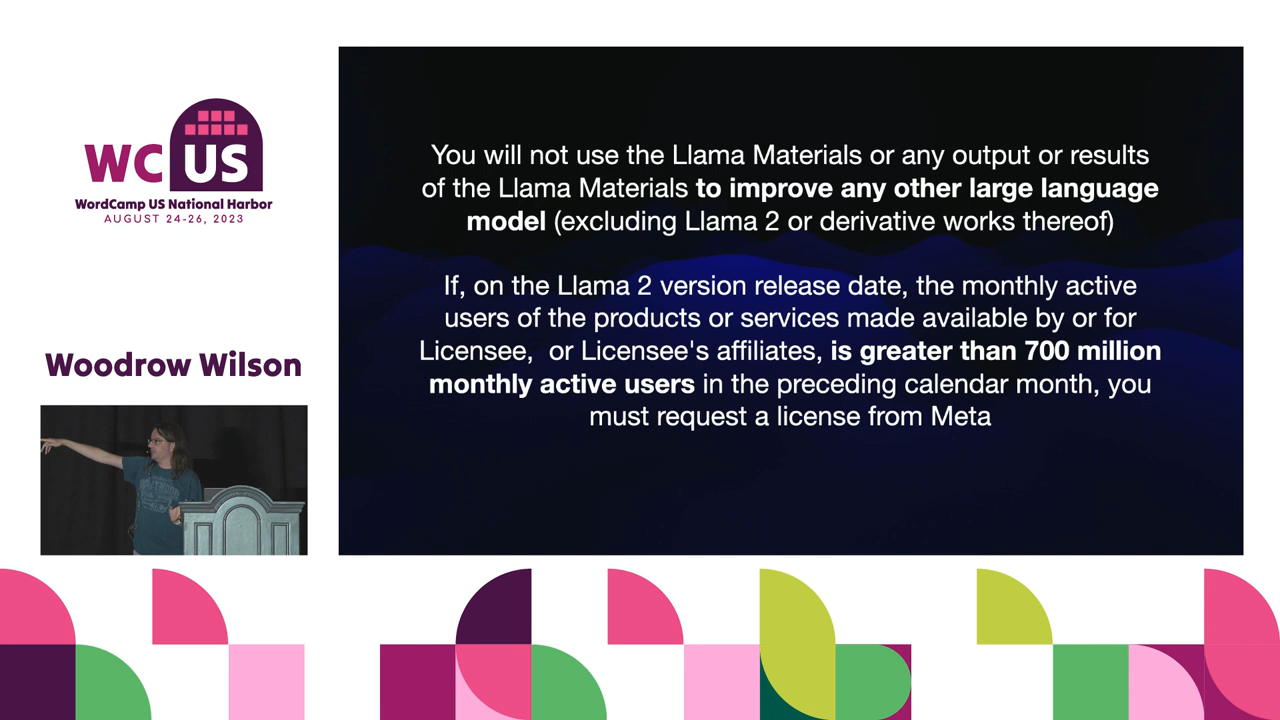 WC US
WordCamp US National Harbor
AUGUST 24-26, 2023
Woodrow Wilson
You will not use the Llama Materials or any output or results
of the Llama Materials to improve any other large language
model (excluding Llama 2 or derivative works thereof)
If, on the Llama 2 version release date, the monthly active
users of the products or services made available by or for
Licensee,  or Licensee's affiliates, is greater than 700 million
monthly active users in the preceding calendar month, you
must request a license from Meta